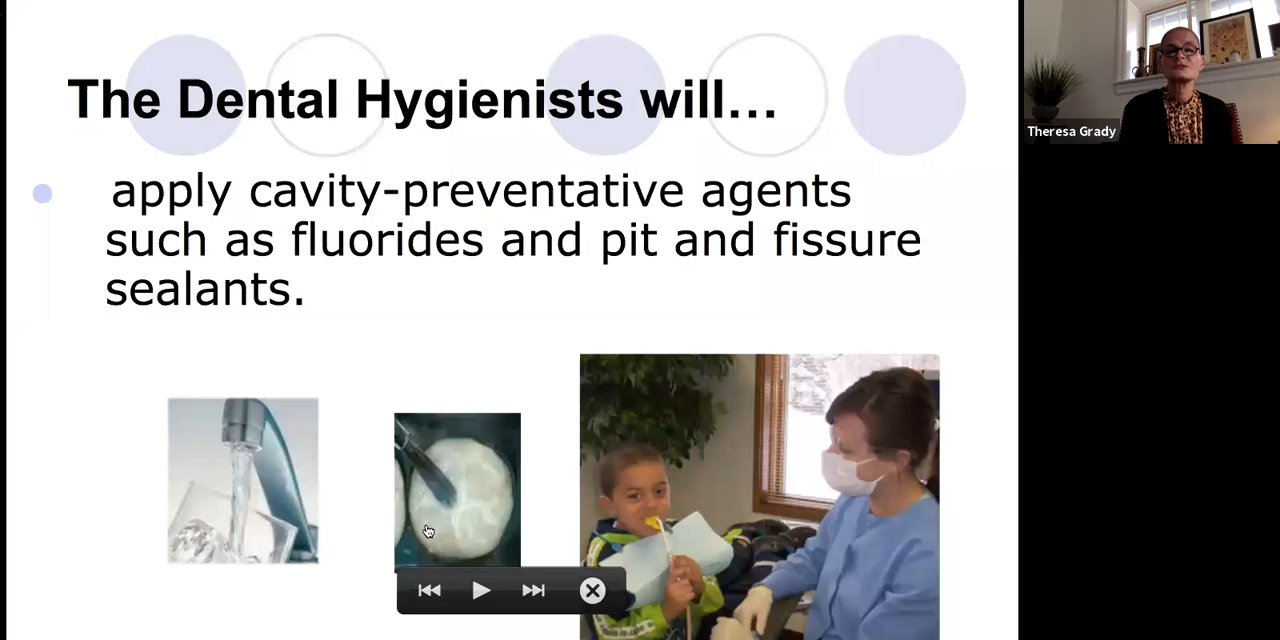 The Dental Hygienists will…
apply cavity-preventative agents
such as fluorides and pit and fissure
sealants.
Theresa Grady